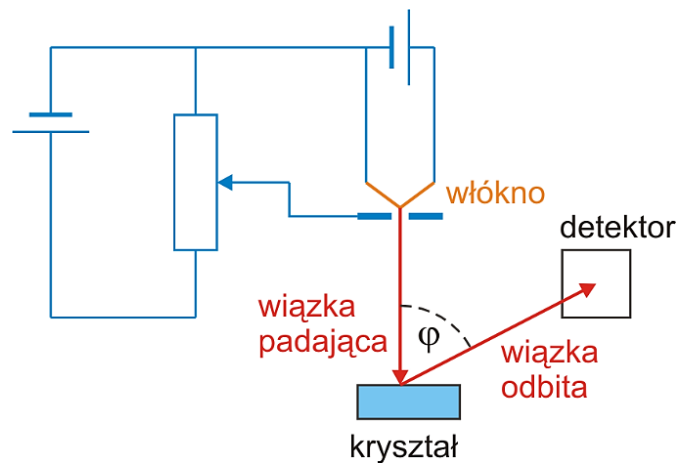 włókno
detektor
wiązka
padająca
φ
wiązka
odbita
kryształ